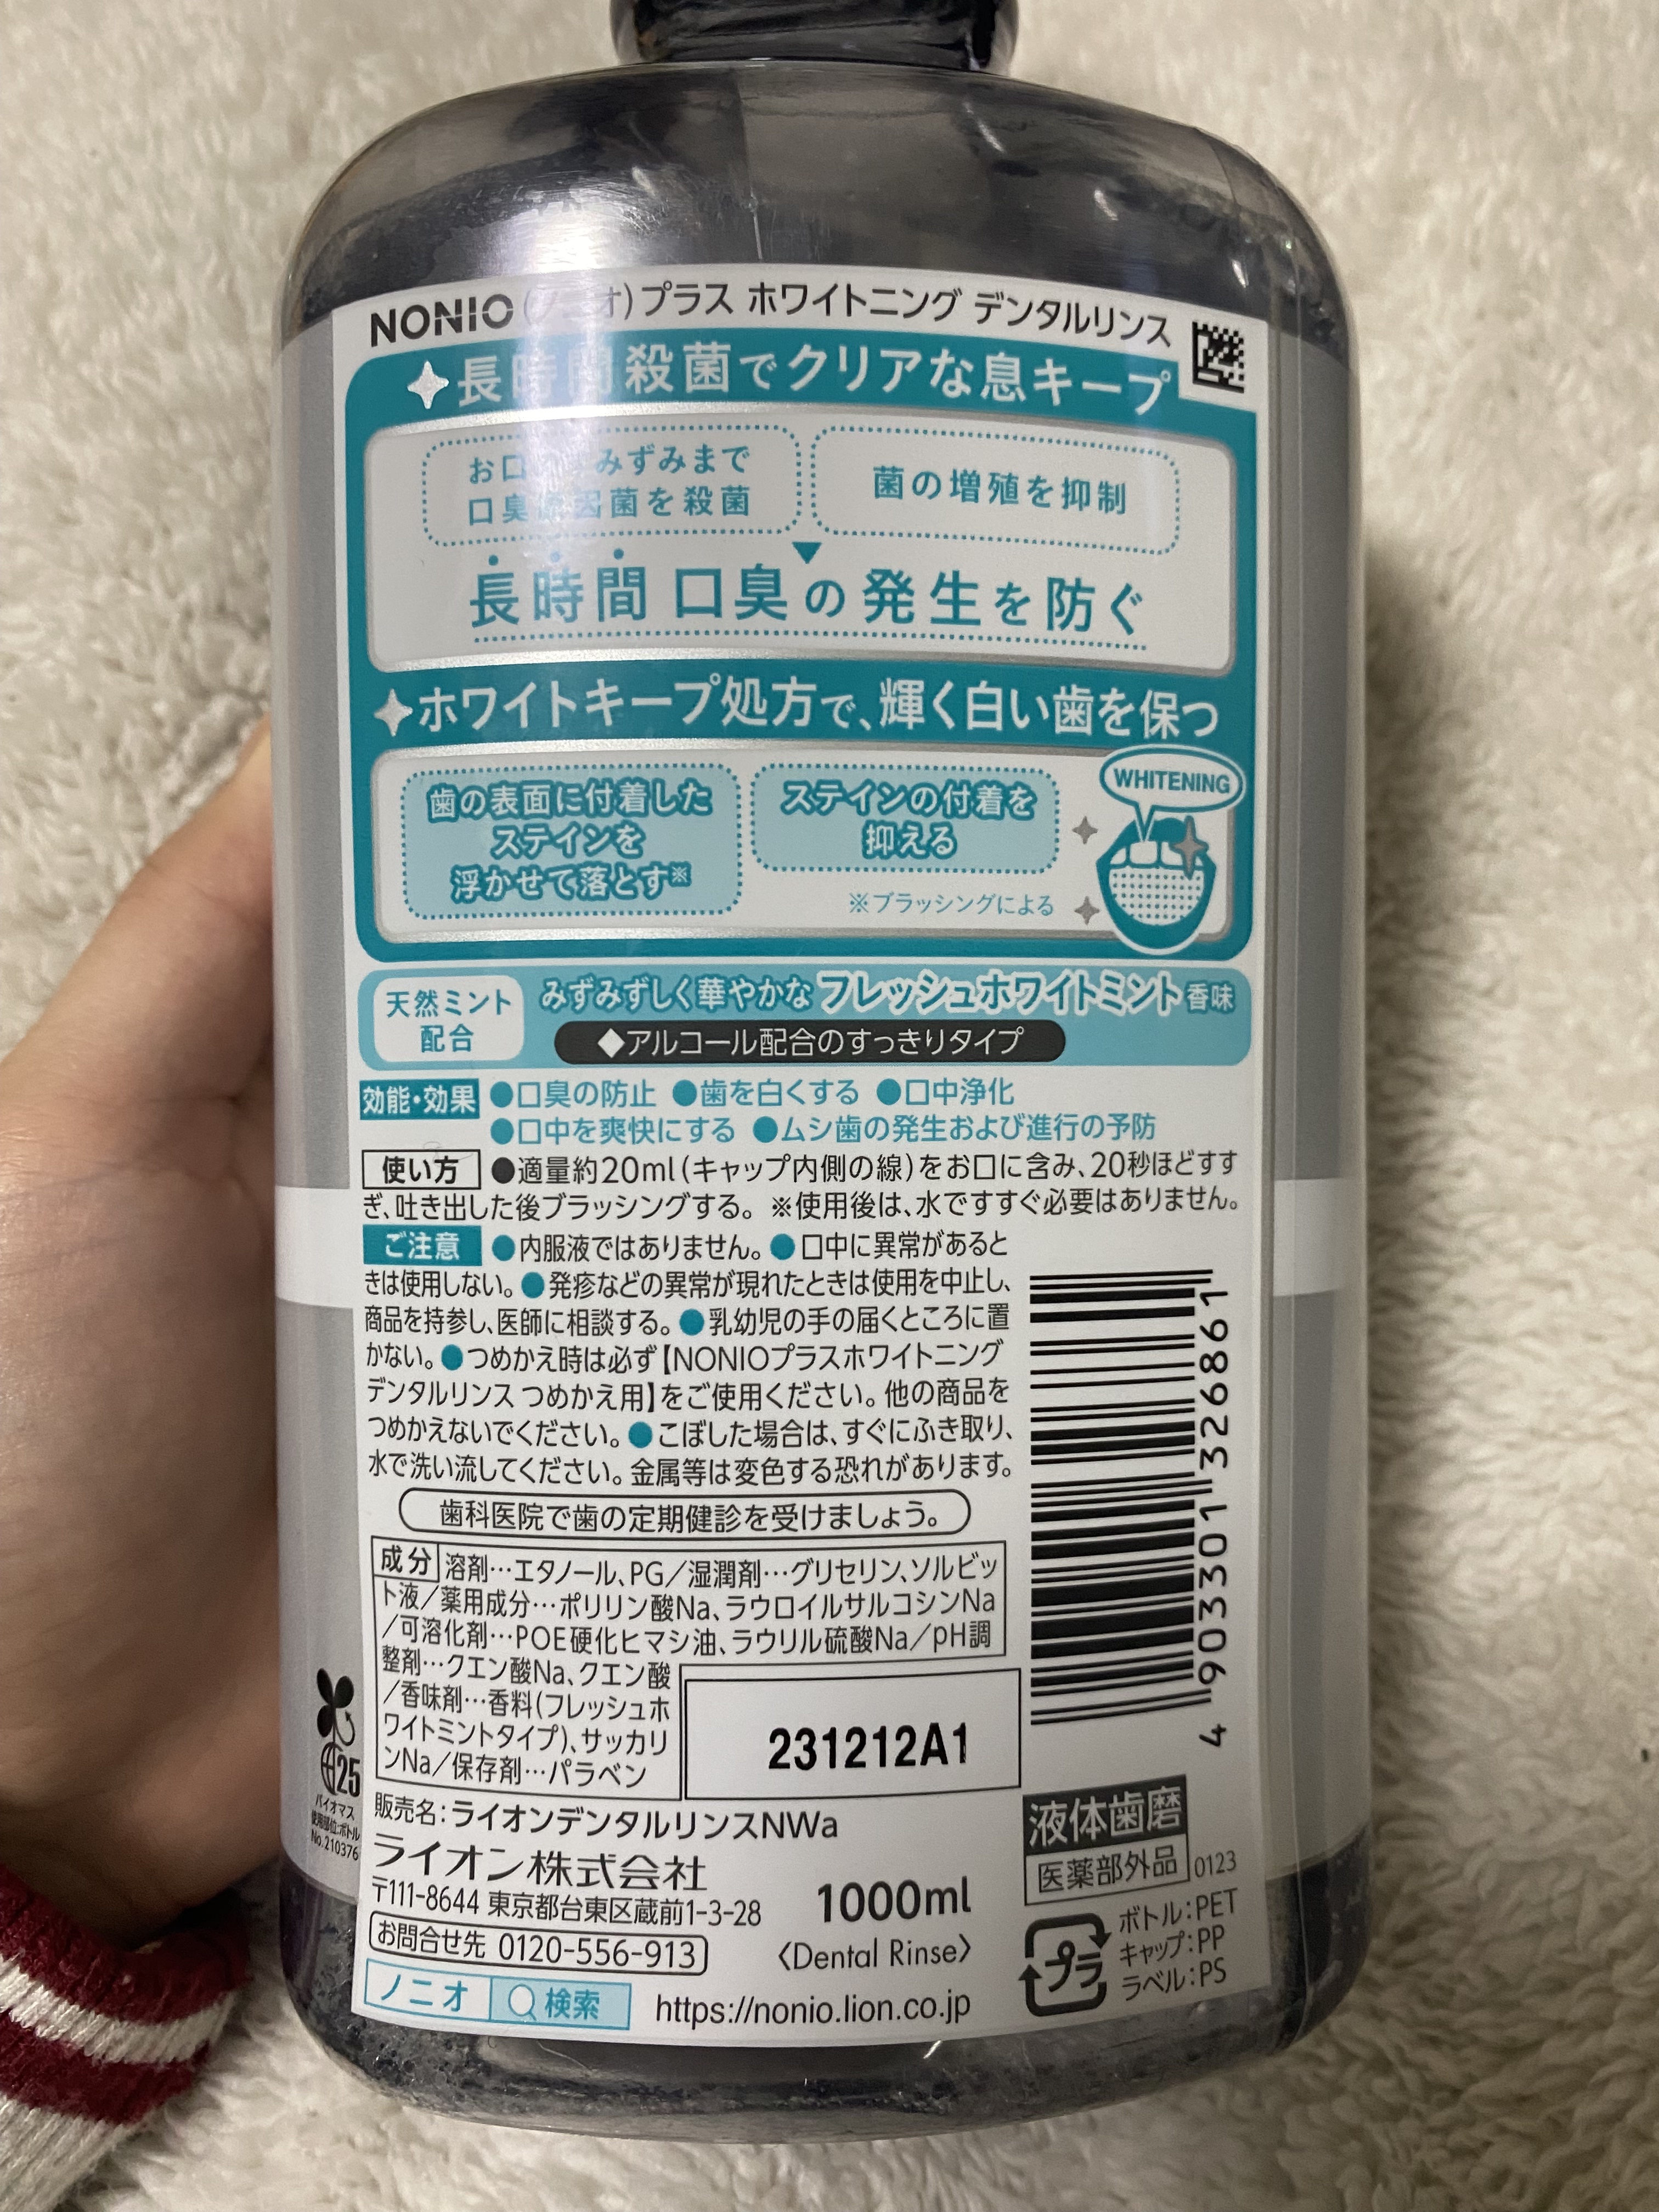 NONIO(ノニオ)プラス ホワイトニング デンタルリンス
長時間殺菌でクリアな息キープ
お口のすみずみまで
口臭原因菌を殺菌
菌の増殖を抑制
長時間 口臭の発生を防ぐ
ホワイトキープ処方で、輝く白い歯を保つ
歯の表面に付着した
ステインを
浮かせて落とす※
ステインの付着を
抑える
※ブラッシングによる
WHITENING
天然ミント
配合
みずみずしく華やかなフレッシュホワイトミント香味
◆アルコール配合のすっきりタイプ
効能・効果 ●口臭の防止 ●歯を白くする ●口中浄化
●口中を爽快にする ●ムシ歯の発生および進行の予防
使い方 ●適量約20ml(キャップ内側の線)をお口に含み、20秒ほどすす
ぎ、吐き出した後ブラッシングする。 ※使用後は、水ですすぐ必要はありません。
ご注意 ●内服液ではありません。●口中に異常があると
きは使用しない。●発疹などの異常が現れたときは使用を中止し、
商品を持参し、医師に相談する。●乳幼児の手の届くところに置
かない。●つめかえ時は必ず【NONIOプラスホワイトニング
デンタルリンス つめかえ用】をご使用ください。他の商品を
つめかえないでください。●こぼした場合は、すぐにふき取り、
水で洗い流してください。金属等は変色する恐れがあります。
歯科医院で歯の定期健診を受けましょう。
成分 溶剤…エタノール、PG/湿潤剤…グリセリン、ソルビッ
ト液/薬用成分…ポリリン酸Na、ラウロイルサルコシンNa
/可溶化剤…POE硬化ヒマシ油、ラウリル硫酸Na/pH調
整剤…クエン酸Na、クエン酸
/香味剤…香料(フレッシュホ
ワイトミントタイプ)、サッカリ
ンNa/保存剤…パラベン
231212A1
4 903301 326861
25
バイオマス
使用部位:ボトル
No.210376
販売名:ライオンデンタルリンスNWa
ライオン株式会社
〒111-8644 東京都台東区蔵前1-3-28
お問合せ先 0120-556-913
ノニオ 検索
https://nonio.lion.co.jp
1000ml
〈Dental Rinse〉
液体歯磨
医薬部外品 0123
プラ
ボトル:PET
キャップ:PP
ラベル:PS